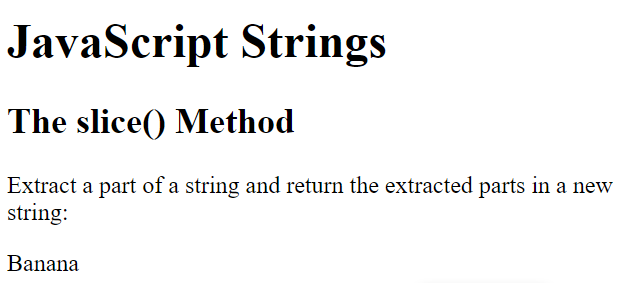 JavaScript Strings
The slice() Method
Extract a part of a string and return the extracted parts in a new
string:
Banana